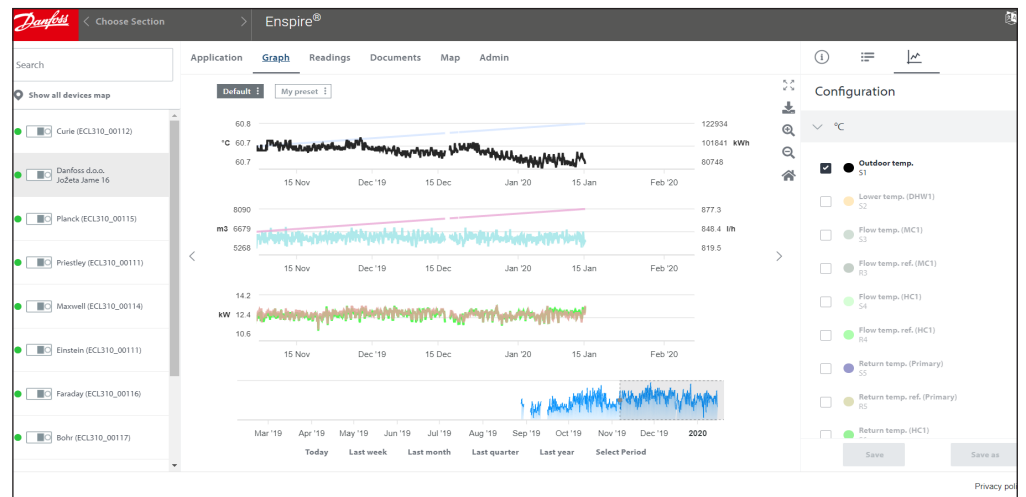 Danfoss
Choose Section
Enspire®
Search
Show all devices map
Curie (ECL310_00112)
Danfoss d.o.o.
Jožeta Jame 16
Planck (ECL310_00115)
Priestley (ECL310_00111)
Maxwell (ECL310_00114)
Einstein (ECL310_00111)
Faraday (ECL310_00116)
Bohr (ECL310_00117)
Application Graph Readings Documents Map Admin
Default My preset
60.8 122934
°C 60.7 101841 kWh
60.7 80748
15 Nov Dec '19 15 Dec Jan '20 15 Jan Feb '20
8090 877.3
m3 6679 848.4 l/h
5268 819.5
15 Nov Dec '19 15 Dec Jan '20 15 Jan Feb '20
14.2
kW 12.4
10.6
15 Nov Dec '19 15 Dec Jan '20 15 Jan Feb '20
Mar '19 Apr '19 May '19 Jun '19 Jul '19 Aug '19 Sep '19 Oct '19 Nov '19 Dec '19 2020
Today Last week Last month Last quarter Last year Select Period
Configuration
°C
Outdoor temp.
S1
Lower temp. (DHW1)
S2
Flow temp. (MC1)
S3
Flow temp. ref. (MC1)
R3
Flow temp. (HC1)
S4
Flow temp. ref. (HC1)
R4
Return temp. (Primary)
S5
Return temp. ref. (Primary)
R5
Return temp. (HC1)
Save Save as
Privacy poli